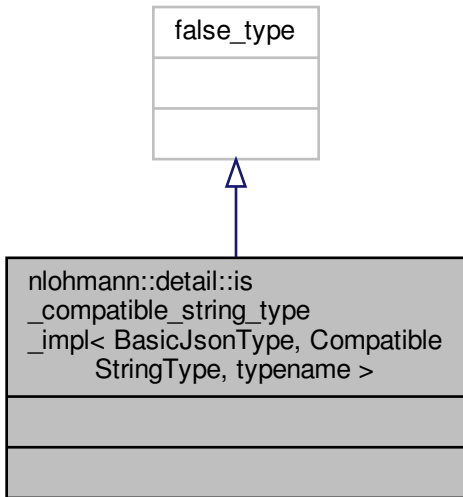 false_type
nlohmann::detail::is
_compatible_string_type
_impl< BasicJsonType, Compatible
StringType, typename >